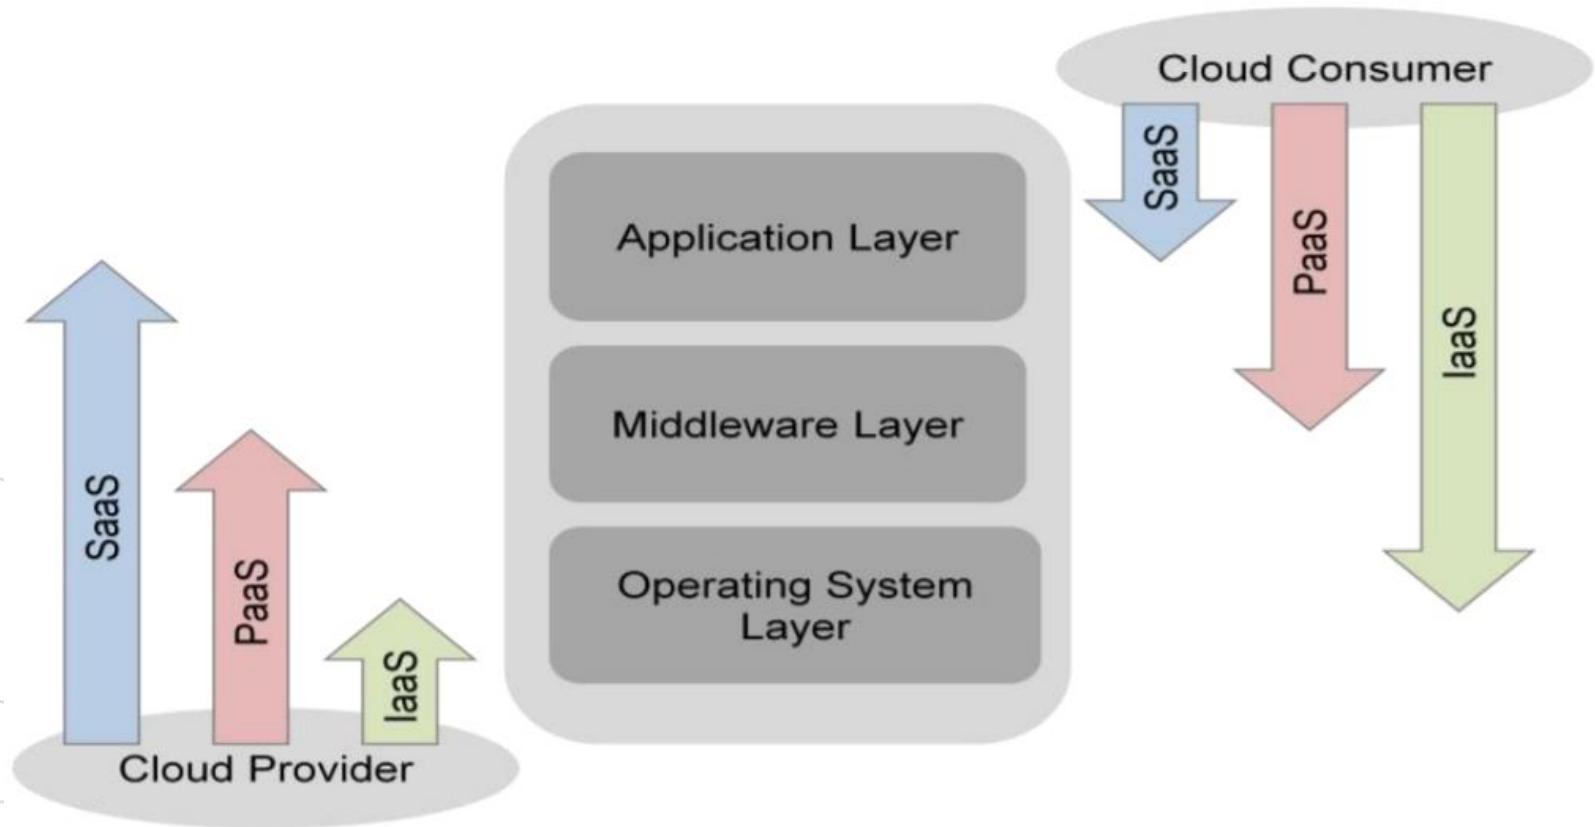 Cloud Consumer
SaaS
PaaS
IaaS
Application Layer
Middleware Layer
Operating System
Layer
SaaS
PaaS
IaaS
Cloud Provider